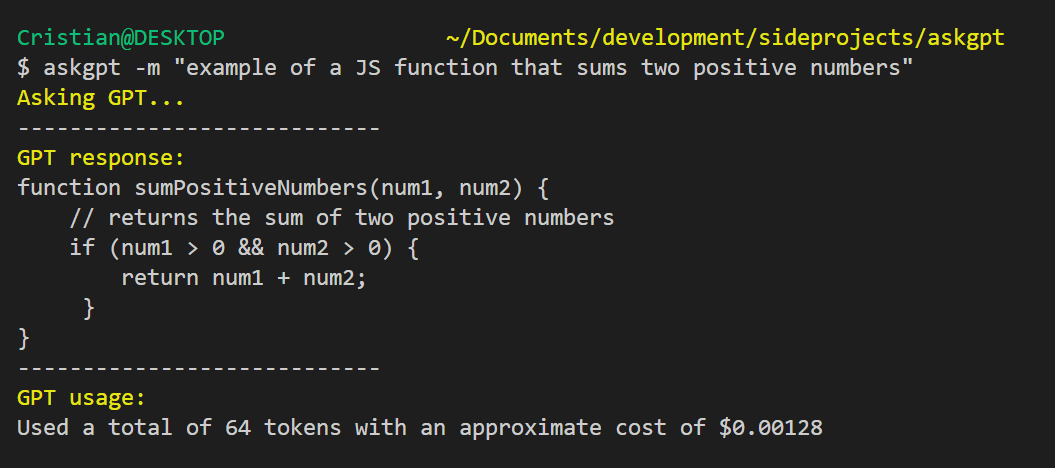 Cristian@DESKTOP ~/Documents/development/sideprojects/askgpt
$ askgpt -m "example of a JS function that sums two positive numbers"
Asking GPT...
----------------------------
GPT response:
function sumPositiveNumbers(num1, num2) {
    // returns the sum of two positive numbers
    if (num1 > 0 && num2 > 0) {
        return num1 + num2;
     }
}
----------------------------
GPT usage:
Used a total of 64 tokens with an approximate cost of $0.00128